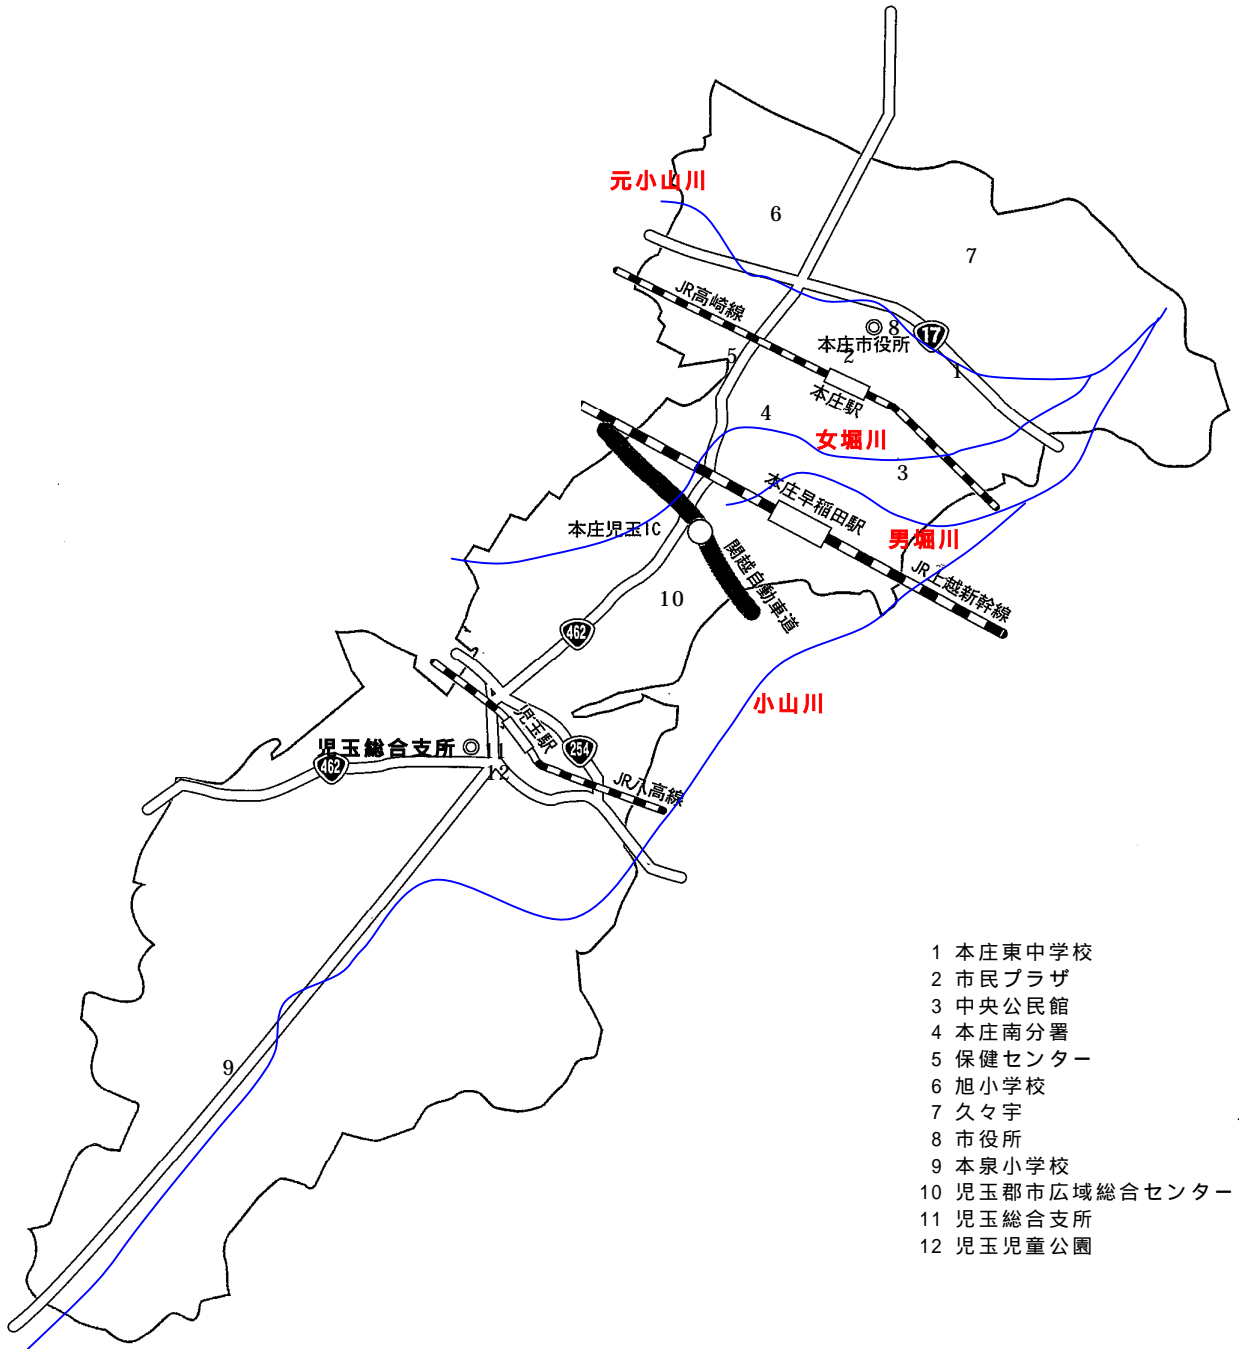 元小山川
6
7
JR高崎線
8
17
本庄市役所
5
2
1
本庄駅
4
女堀川
3
本庄早稲田駅
本庄児玉IC
男堀川
関越自動車道
JR上越新幹線
10
462
小山川
児玉駅
児玉総合支所
11
254
462
12
JR八高線
9
1 本庄東中学校
2 市民プラザ
3 中央公民館
4 本庄南分署
5 保健センター
6 旭小学校
7 久々宇
8 市役所
9 本泉小学校
10 児玉郡市広域総合センター
11 児玉総合支所
12 児玉児童公園